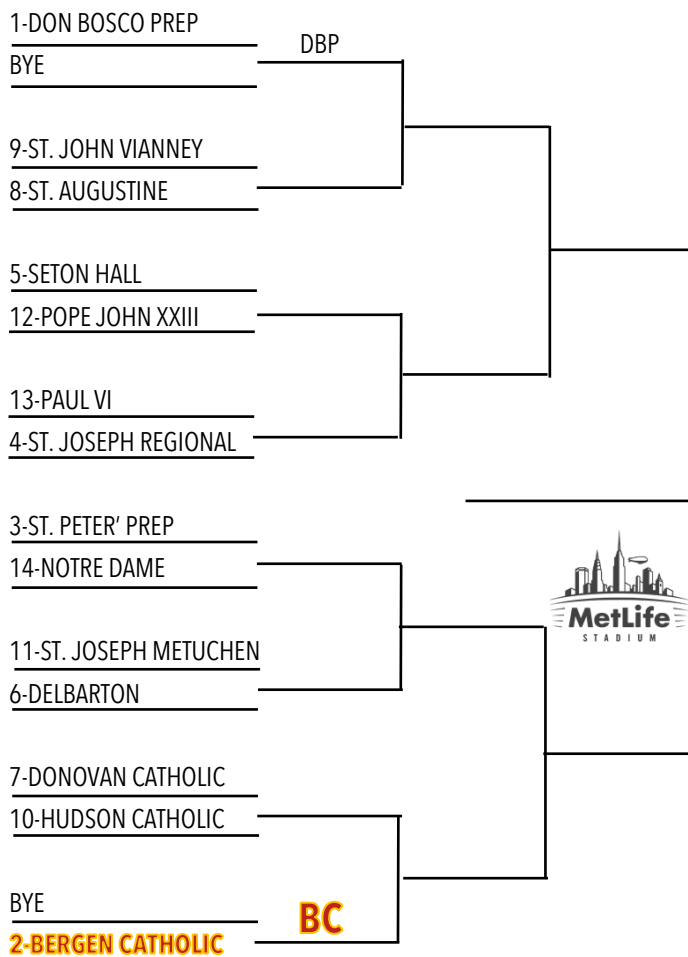 1-DON BOSCO PREP
DBP
BYE
9-ST. JOHN VIANNEY
8-ST. AUGUSTINE
5-SETON HALL
12-POPE JOHN XXIII
13-PAUL VI
4-ST. JOSEPH REGIONAL
3-ST. PETER' PREP
14-NOTRE DAME
MetLife
STADIUM
11-ST. JOSEPH METUCHEN
6-DELBARTON
7-DONOVAN CATHOLIC
10-HUDSON CATHOLIC
BYE
BC
2-BERGEN CATHOLIC